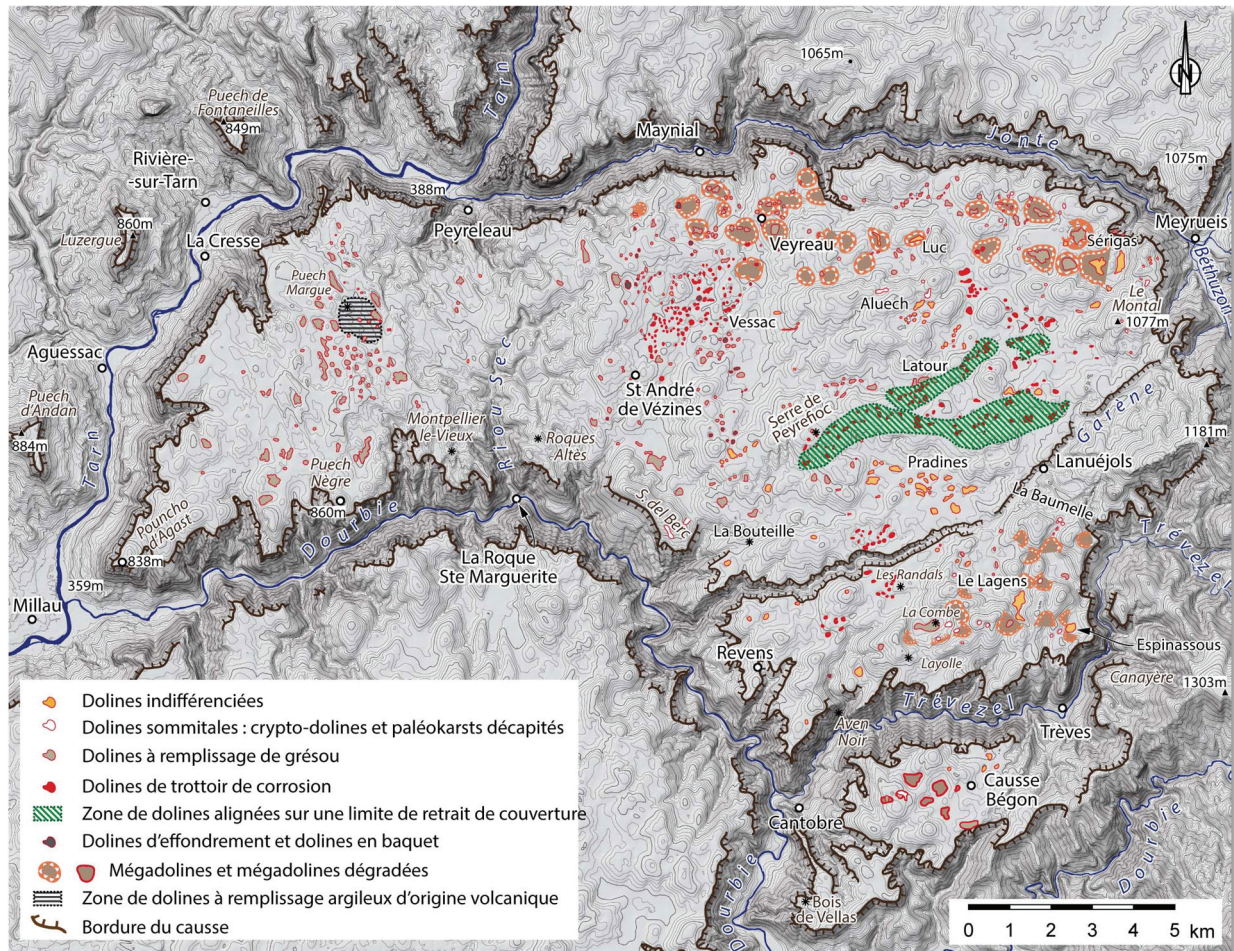 N
1065m
Puech de
Fontaneilles
849m
Tarn
Maynial
Jonte
1075m
Rivière-
-sur-Tarn
388m
Meyrueis
860m
Luzergue
Peyreleau
Veyreau
Luc
Sérigas
La Cresse
Béthuzon
Puech
Margue
Aluech
Le
Montal
1077m
Vessac
Aguessac
Riou Sec
Latour
St André
de Vézines
Puech
d'Andan
884m
Tarn
Montpellier
-le-Vieux
Roques
Altès
Serre de
Peyrehoc
Garène
1181m
Puech
Nègre
860m
Pradines
Lanuéjols
Pouncho
d'Agast
838m
Dourbie
S. del Berc
La Baumelle
La Bouteille
Trévezel
La Roque
Ste Marguerite
359m
Millau
Les Randals
Le Lagens
La Combe
Espinassous
Revens
Layolle
Canayère
1303m
Trévezel
Aven
Noir
Trèves
Causse
Bégon
Cantobre
Dourbie
Dourbie
Bois
de Vellas
Dolines indifférenciées
Dolines sommitales : crypto-dolines et paléokarsts décapités
Dolines à remplissage de grésou
Dolines de trottoir de corrosion
Zone de dolines alignées sur une limite de retrait de couverture
Dolines d'effondrement et dolines en baquet
Mégadolines et mégadolines dégradées
Zone de dolines à remplissage argileux d'origine volcanique
Bordure du causse
0 1 2 3 4 5 km